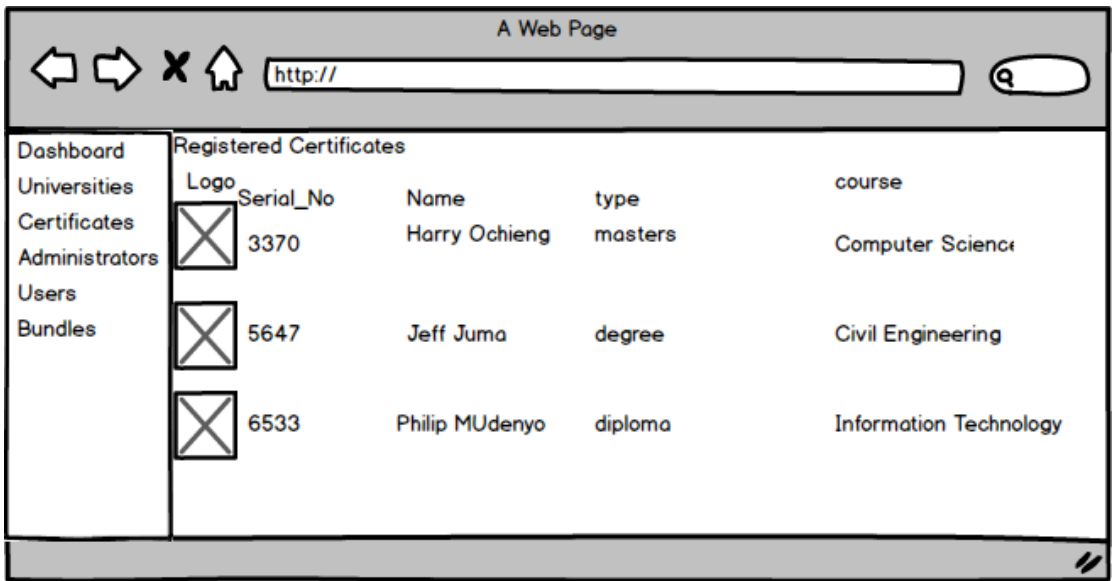 A Web Page
http://
Dashboard
Universities
Certificates
Administrators
Users
Bundles
Registered Certificates
Logo Serial_No Name type course
3370 Harry Ochieng masters Computer Science
5647 Jeff Juma degree Civil Engineering
6533 Philip MUdenyo diploma Information Technology